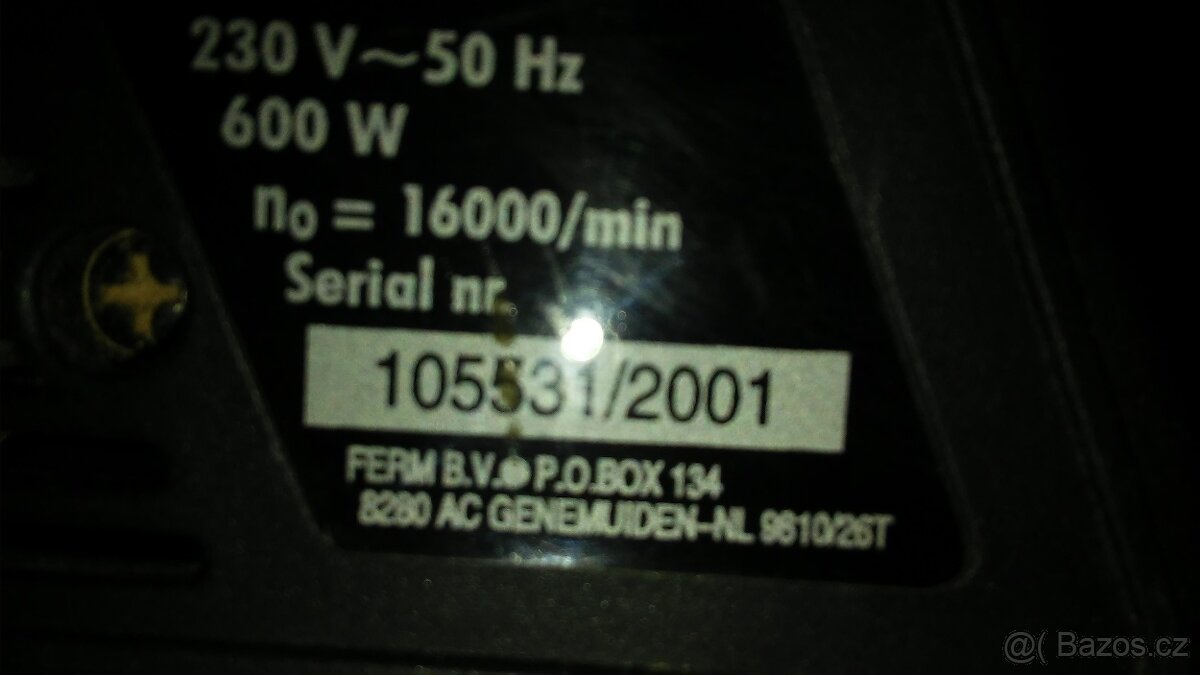 230 V~50 Hz
600 W
n₀ = 16000/min
Serial nr.
105531/2001
FERM B.V. P.O.BOX 134
8280 AC GENEMUIDEN-NL 9810/26T
@( Bazos.cz